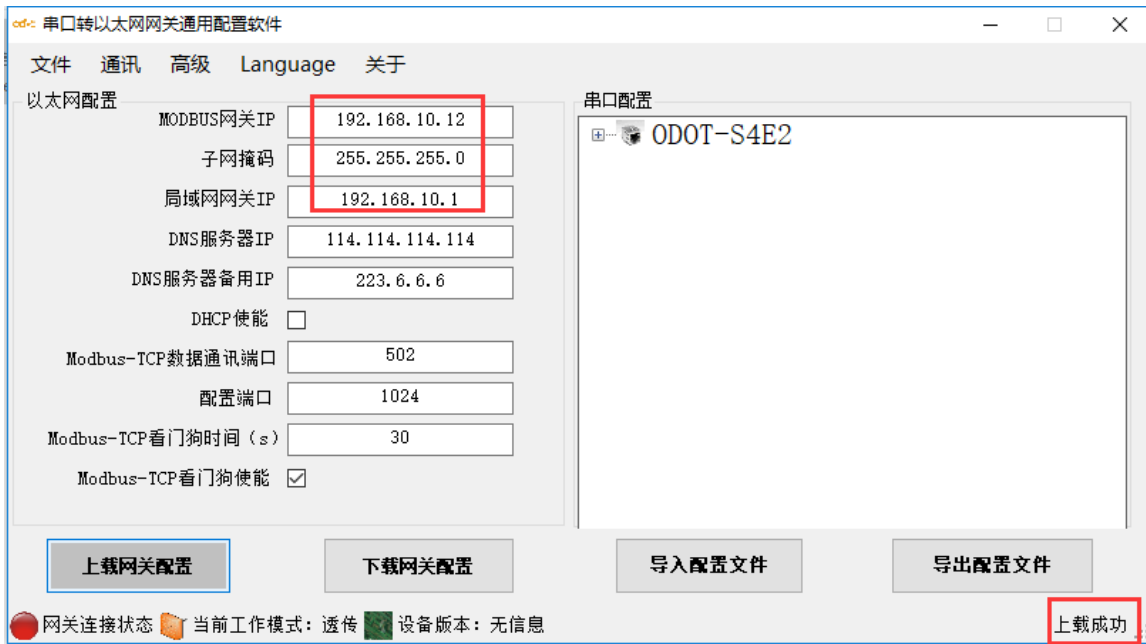 串口转以太网网关通用配置软件
文件 通讯 高级 Language 关于
以太网配置
MODBUS网关IP 192.168.10.12
子网掩码 255.255.255.0
局域网网关IP 192.168.10.1
DNS服务器IP 114.114.114.114
DNS服务器备用IP 223.6.6.6
DHCP使能
Modbus-TCP数据通讯端口 502
配置端口 1024
Modbus-TCP看门狗时间（s） 30
Modbus-TCP看门狗使能
串口配置
ODOT-S4E2
上载网关配置 下载网关配置 导入配置文件 导出配置文件
网关连接状态 当前工作模式：透传 设备版本：无信息 上载成功